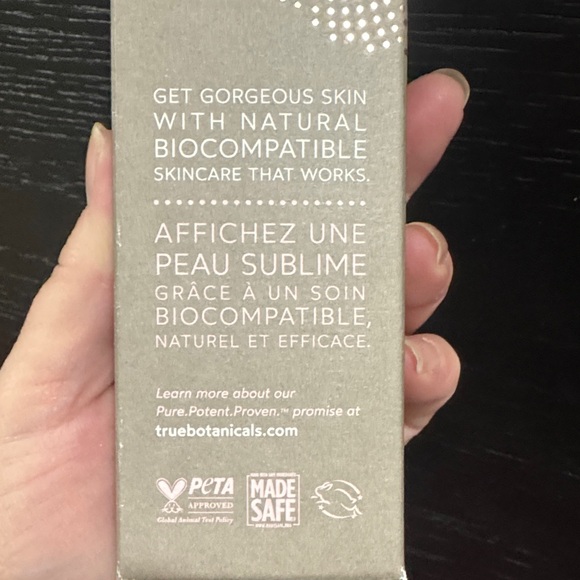 GET GORGEOUS SKIN
WITH NATURAL
BIOCOMPATIBLE
SKINCARE THAT WORKS.
AFFICHEZ UNE
PEAU SUBLIME
GRÂCE À UN SOIN
BIOCOMPATIBLE,
NATUREL ET EFFICACE.
Learn more about our
Pure.Potent.Proven.™ promise at
truebotanicals.com
PETA
APPROVED
Global Animal Test Policy
MADE
SAFE